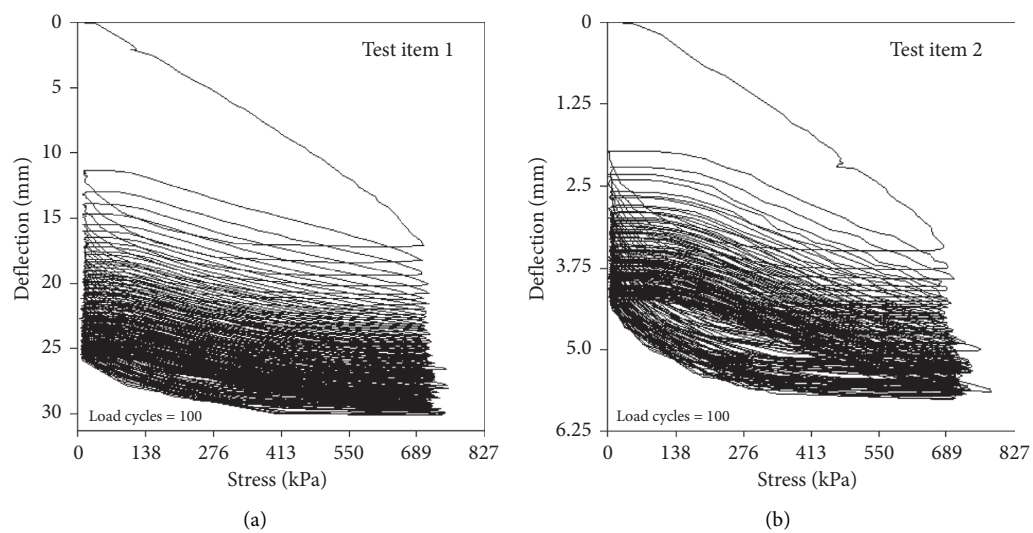 0
5
10
15
20
25
30
Deflection (mm)
Test item 1
Load cycles = 100
0 138 276 413 550 689 827
Stress (kPa)
(a)
0
1.25
2.5
3.75
5.0
6.25
Deflection (mm)
Test item 2
Load cycles = 100
0 138 276 413 550 689 827
Stress (kPa)
(b)